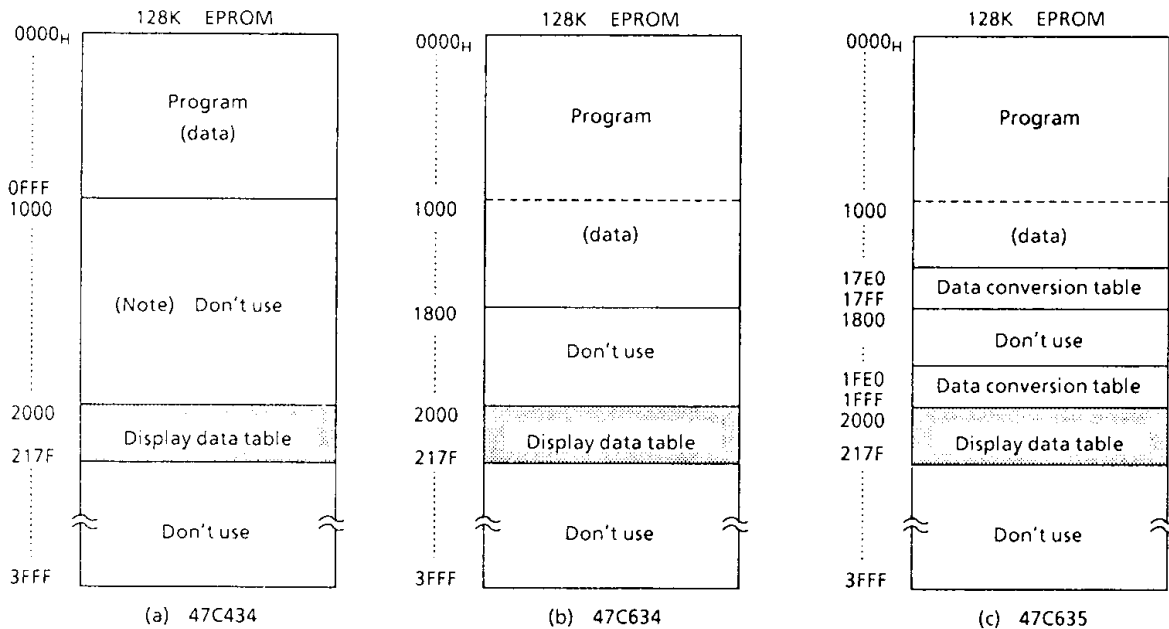 128K EPROM
0000H
Program
(data)
0FFF
1000
(Note) Don't use
2000
Display data table
217F
Don't use
3FFF
(a) 47C434
128K EPROM
0000H
Program
1000
(data)
1800
Don't use
2000
Display data table
217F
Don't use
3FFF
(b) 47C634
128K EPROM
0000H
Program
1000
(data)
17E0
Data conversion table
17FF
1800
Don't use
1FE0
Data conversion table
1FFF
2000
Display data table
217F
Don't use
3FFF
(c) 47C635